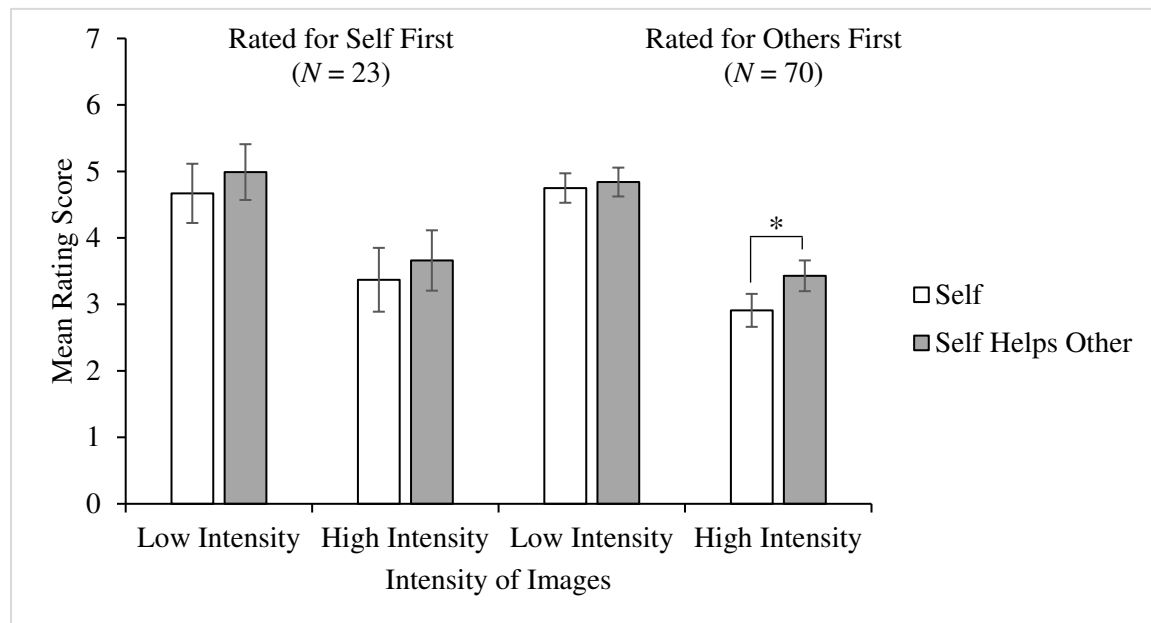 Rated for Self First
(N = 23)
Rated for Others First
(N = 70)
7
6
5
4
3
2
1
0
Mean Rating Score
*
Self
Self Helps Other
Low Intensity
High Intensity
Low Intensity
High Intensity
Intensity of Images